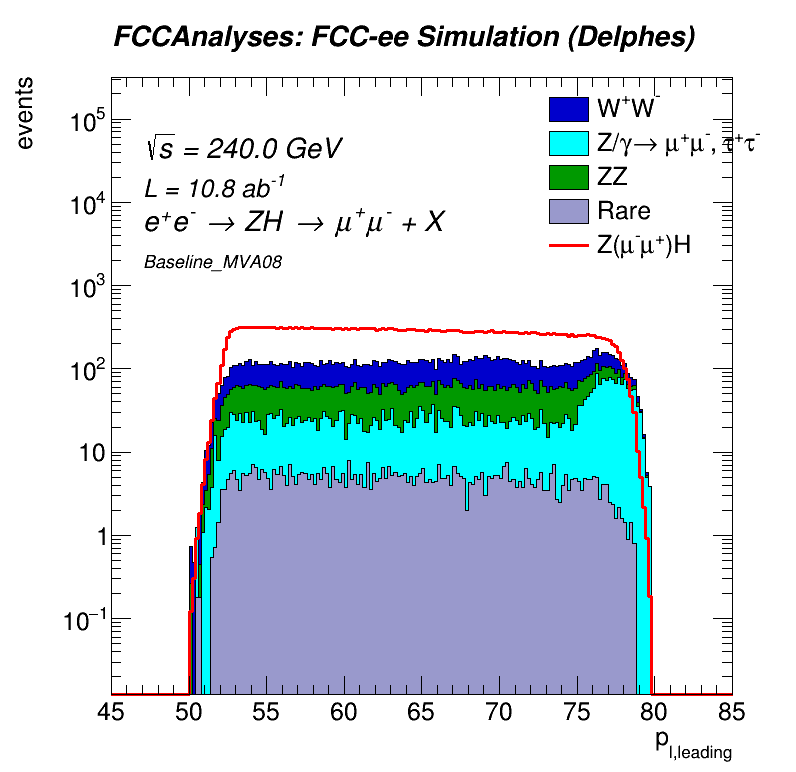 FCCAnalyses: FCC-ee Simulation (Delphes)
events
√s = 240.0 GeV
L = 10.8 ab⁻¹
e⁺e⁻ → ZH → μ⁺μ⁻ + X
Baseline_MVA08
W⁺W⁻
Z/γ→ μ⁺μ⁻, τ⁺τ⁻
ZZ
Rare
Z(μ⁻μ⁺)H
10⁵
10⁴
10³
10²
10
1
10⁻¹
45 50 55 60 65 70 75 80 85
p_l,leading